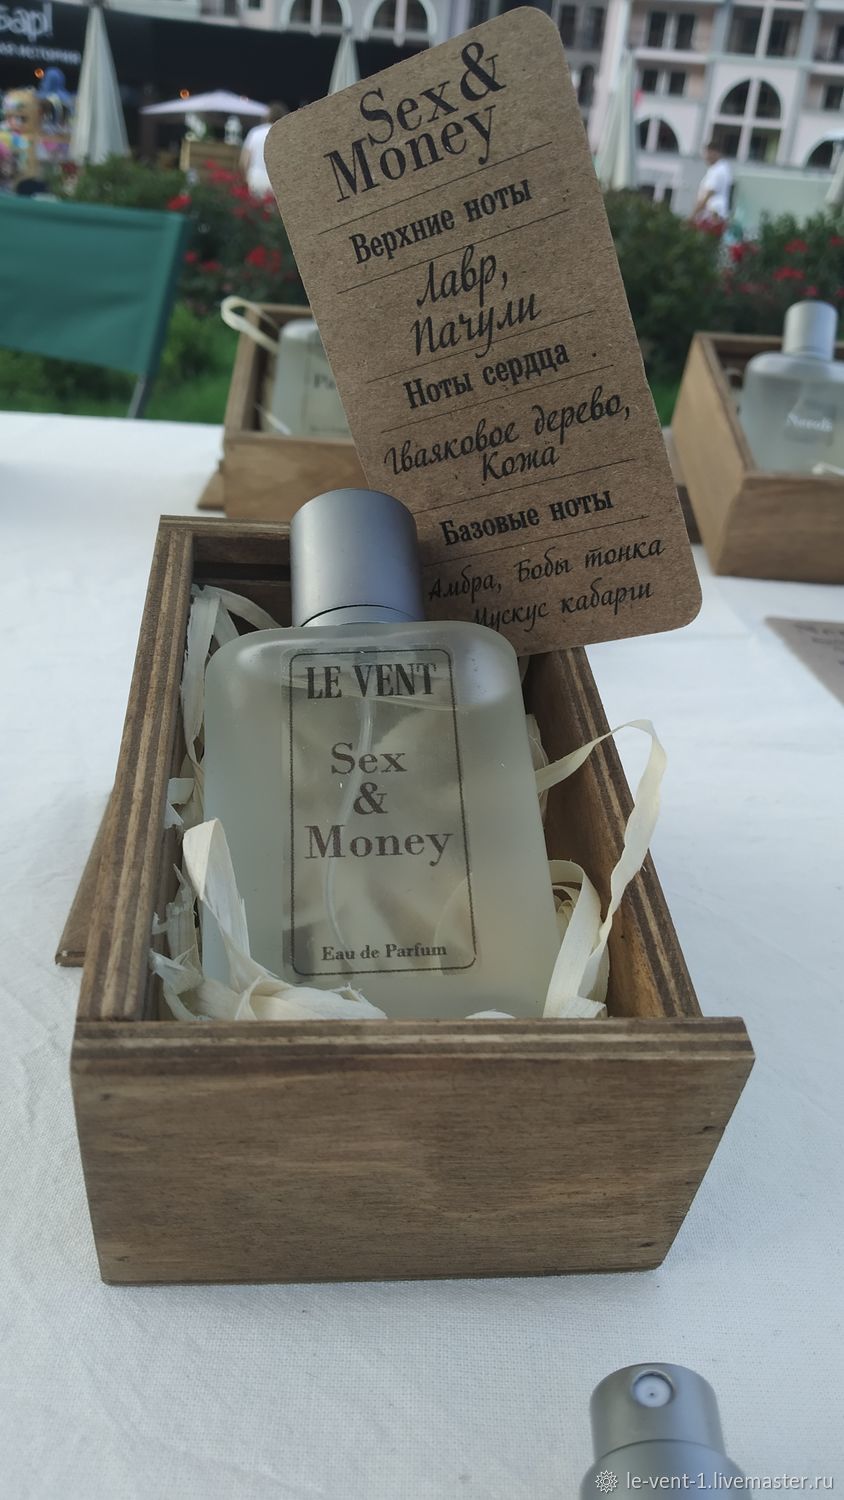 бар!
Sex &
Money
Верхние ноты
Лавр,
Пачули
Ноты сердца
Гваяковое дерево,
Кожа
Базовые ноты
Амбра, Бобы тонка
Мускус кабарги
LE VENT
Sex
&
Money
Eau de Parfum
le-vent-1.livemaster.ru